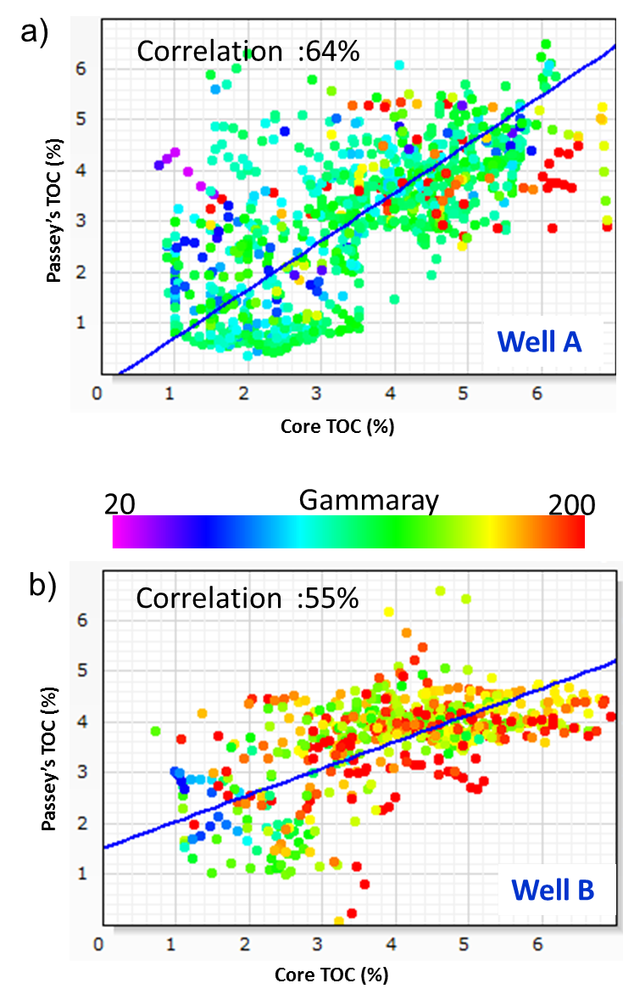 a)
Correlation :64%
6
5
4
3
2
1
Passey's TOC (%)
Well A
0 1 2 3 4 5 6
Core TOC (%)
20 Gammaray 200
b)
Correlation :55%
6
5
4
3
2
1
Passey's TOC (%)
Well B
0 1 2 3 4 5 6
Core TOC (%)